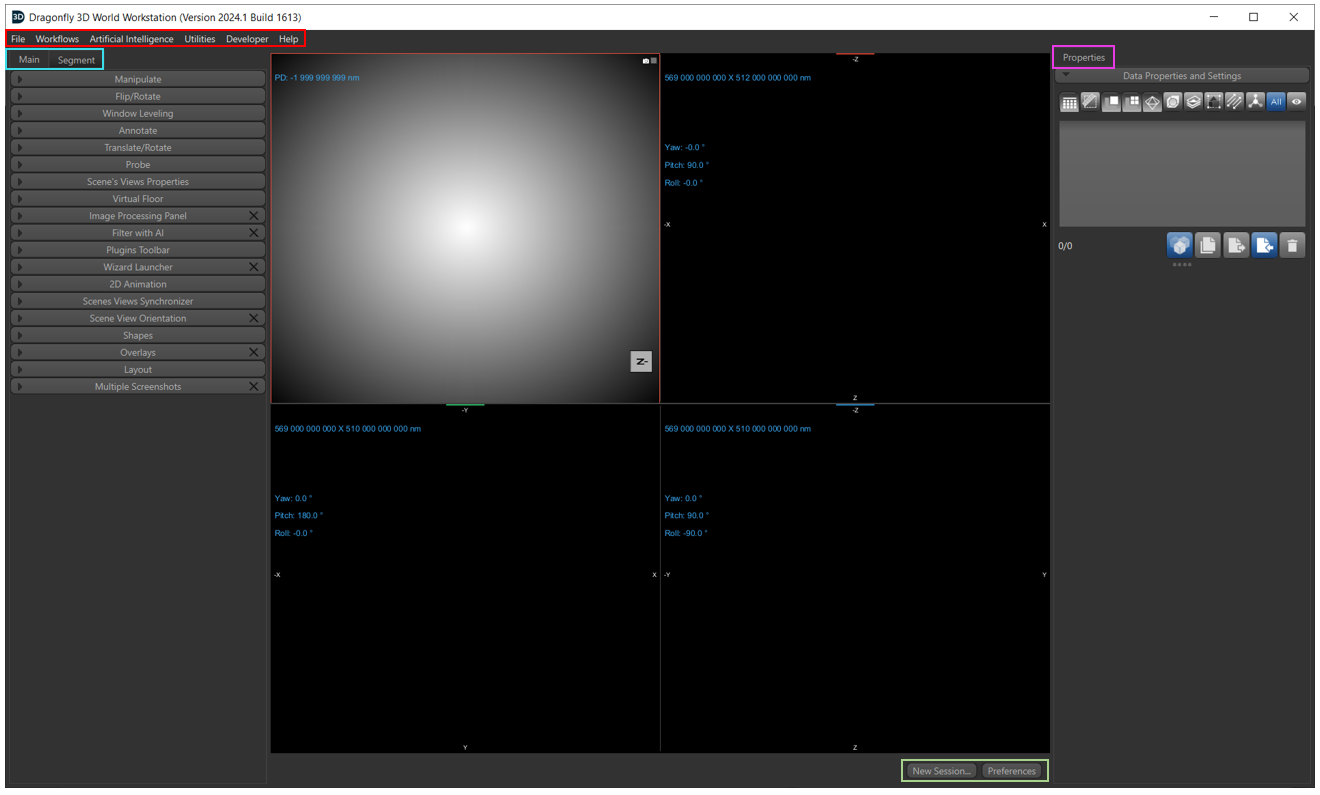 3D Dragonfly 3D World Workstation (Version 2024.1 Build 1613)
File Workflows Artificial Intelligence Utilities Developer Help
Main Segment
Manipulate
Flip/Rotate
Window Leveling
Annotate
Translate/Rotate
Probe
Scene's Views Properties
Virtual Floor
Image Processing Panel
Filter with AI
Plugins Toolbar
Wizard Launcher
2D Animation
Scenes Views Synchronizer
Scene View Orientation
Shapes
Overlays
Layout
Multiple Screenshots
PD: -1 999 999 999 nm
Z-
-Z
569 000 000 000 X 512 000 000 000 nm
Yaw: -0.0 °
Pitch: 90.0 °
Roll: -0.0 °
-X X
Z
-Y
569 000 000 000 X 510 000 000 000 nm
Yaw: 0.0 °
Pitch: 180.0 °
Roll: -0.0 °
-X X
Y
-Z
569 000 000 000 X 510 000 000 000 nm
Yaw: 0.0 °
Pitch: 90.0 °
Roll: -90.0 °
-Y Y
Z
New Session... Preferences
Properties
Data Properties and Settings
All
0/0